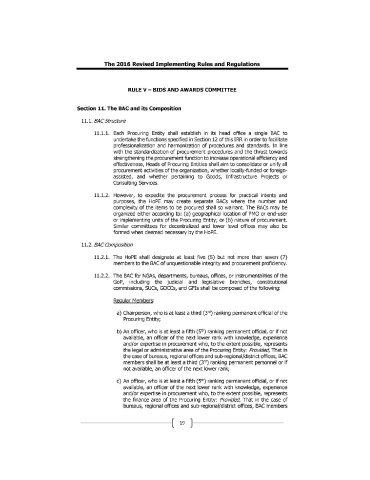 The 2016 Revised Implementing Rules and Regulations
RULE V – BIDS AND AWARDS COMMITTEE
Section 11. The BAC and its Composition
11.1. BAC Structure
11.1.1. Each Procuring Entity shall establish in its head office a single BAC to
undertake the functions specified in Section 12 of this IRR in order to facilitate
professionalization and harmonization of procedures and standards. In line
with the standardization of procurement procedures and the thrust towards
strengthening the procurement function to increase operational efficiency and
effectiveness, Heads of Procuring Entities shall aim to consolidate or unify all
procurement activities of the organization, whether locally-funded or foreign-
assisted, and whether pertaining to Goods, Infrastructure Projects or
Consulting Services.
11.1.2. However, to expedite the procurement process for practical intents and
purposes, the HoPE may create separate BACs where the number and
complexity of the items to be procured shall so warrant. The BACs may be
organized either according to: (a) geographical location of PMO or end-user
or implementing units of the Procuring Entity, or (b) nature of procurement.
Similar committees for decentralized and lower level offices may also be
formed when deemed necessary by the HoPE.
11.2. BAC Composition
11.2.1. The HoPE shall designate at least five (5) but not more than seven (7)
members to the BAC of unquestionable integrity and procurement proficiency.
11.2.2. The BAC for NGAs, departments, bureaus, offices, or instrumentalities of the
GoP, including the judicial and legislative branches, constitutional
commissions, SUCs, GOCCs, and GFIs shall be composed of the following:
Regular Members:
a) Chairperson, who is at least a third (3rd) ranking permanent official of the
Procuring Entity;
b) An officer, who is at least a fifth (5th) ranking permanent official, or if not
available, an officer of the next lower rank with knowledge, experience
and/or expertise in procurement who, to the extent possible, represents
the legal or administrative area of the Procuring Entity: Provided, That in
the case of bureaus, regional offices and sub-regional/district offices, BAC
members shall be at least a third (3rd) ranking permanent personnel or if
not available, an officer of the next lower rank;
c) An officer, who is at least a fifth (5th) ranking permanent official, or if not
available, an officer of the next lower rank with knowledge, experience
and/or expertise in procurement who, to the extent possible, represents
the finance area of the Procuring Entity: Provided, That in the case of
bureaus, regional offices and sub-regional/district offices, BAC members